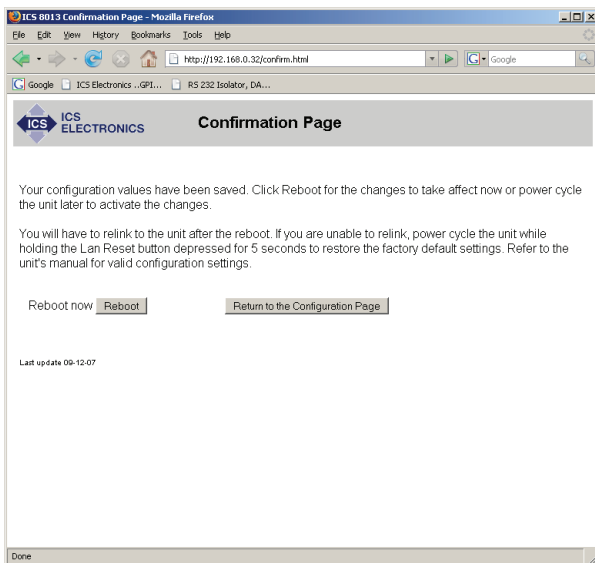 ICS 8013 Confirmation Page - Mozilla Firefox
File Edit View History Bookmarks Tools Help
http://192.168.0.32/confirm.html
G Google
G Google ICS Electronics ..GPI... RS 232 Isolator, DA...
ICS
ICS
ELECTRONICS
Confirmation Page
Your configuration values have been saved. Click Reboot for the changes to take affect now or power cycle
the unit later to activate the changes.
You will have to relink to the unit after the reboot. If you are unable to relink, power cycle the unit while
holding the Lan Reset button depressed for 5 seconds to restore the factory default settings. Refer to the
unit's manual for valid configuration settings.
Reboot now Reboot Return to the Configuration Page
Last update 09-12-07
Done